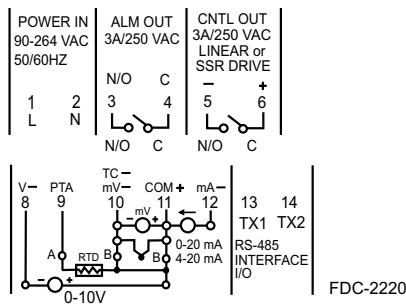 POWER IN
90-264 VAC
50/60HZ
1 2
L N
ALM OUT
3A/250 VAC
N/O C
3 4
N/O C
CNTL OUT
3A/250 VAC
LINEAR or
SSR DRIVE
− +
5 6
N/O C
V− PTA TC− mV− COM+ mA−
8 9 10 11 12
− mV +
A RTD B B
0-20 mA
4-20 mA
− +
0-10V
13 14
TX1 TX2
RS-485
INTERFACE
I/O
FDC-2220